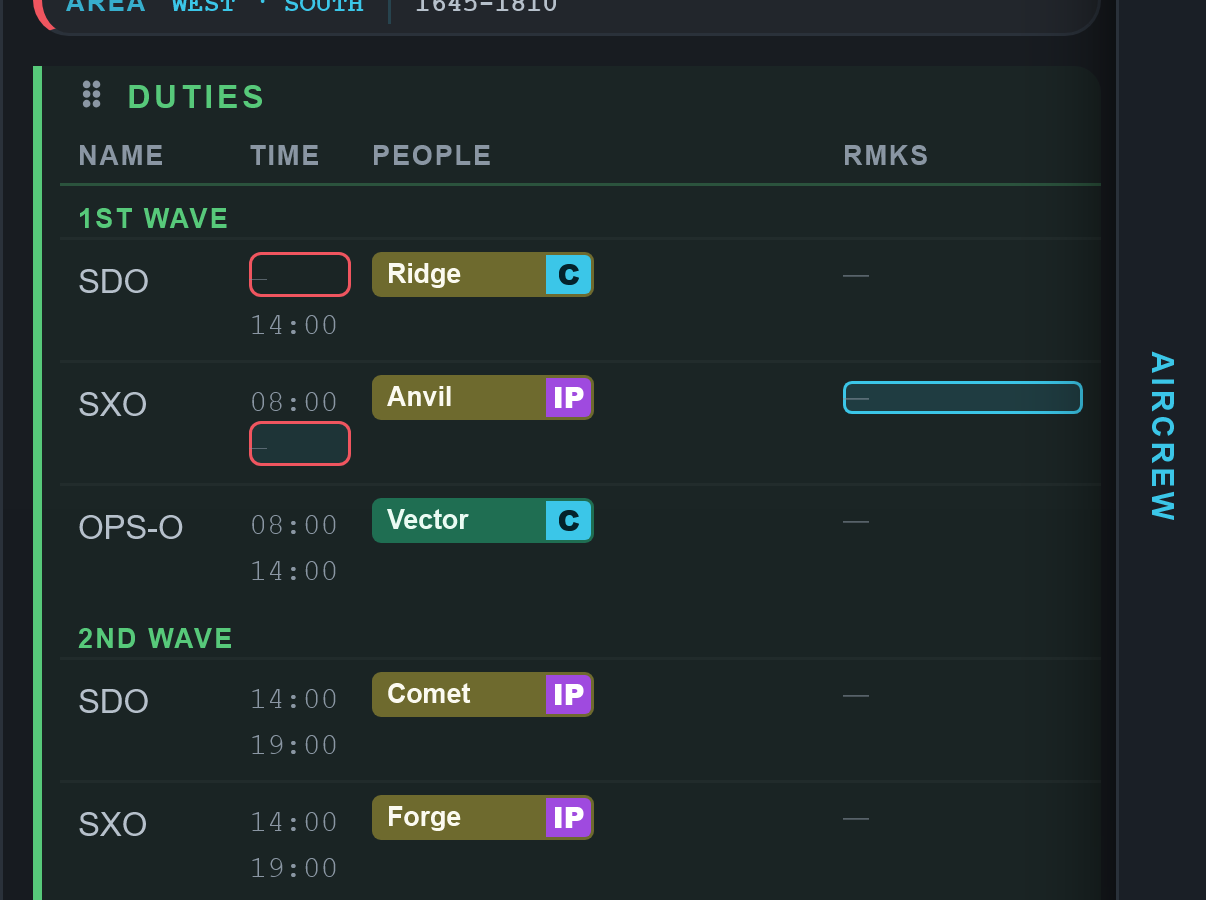 AREA WEST · SOUTH 1645–1810
DUTIES
NAME TIME PEOPLE RMKS
1ST WAVE
SDO — Ridge C —
14:00
SXO 08:00 Anvil IP —
—
OPS-O 08:00 Vector C —
14:00
2ND WAVE
SDO 14:00 Comet IP —
19:00
SXO 14:00 Forge IP —
19:00
AIRCREW